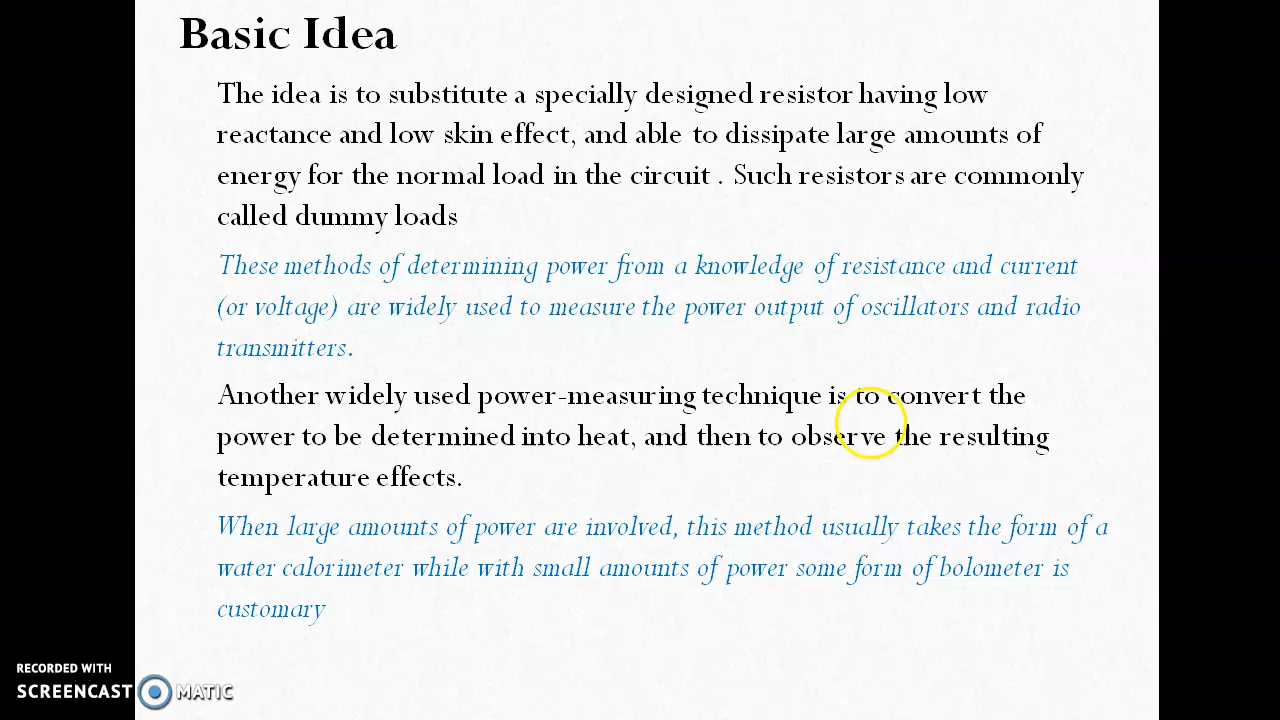 Basic Idea
The idea is to substitute a specially designed resistor having low
reactance and low skin effect, and able to dissipate large amounts of
energy for the normal load in the circuit . Such resistors are commonly
called dummy loads
These methods of determining power from a knowledge of resistance and current
(or voltage) are widely used to measure the power output of oscillators and radio
transmitters.
Another widely used power-measuring technique is to convert the
power to be determined into heat, and then to observe the resulting
temperature effects.
When large amounts of power are involved, this method usually takes the form of a
water calorimeter while with small amounts of power some form of bolometer is
customary
RECORDED WITH
SCREENCAST MATIC